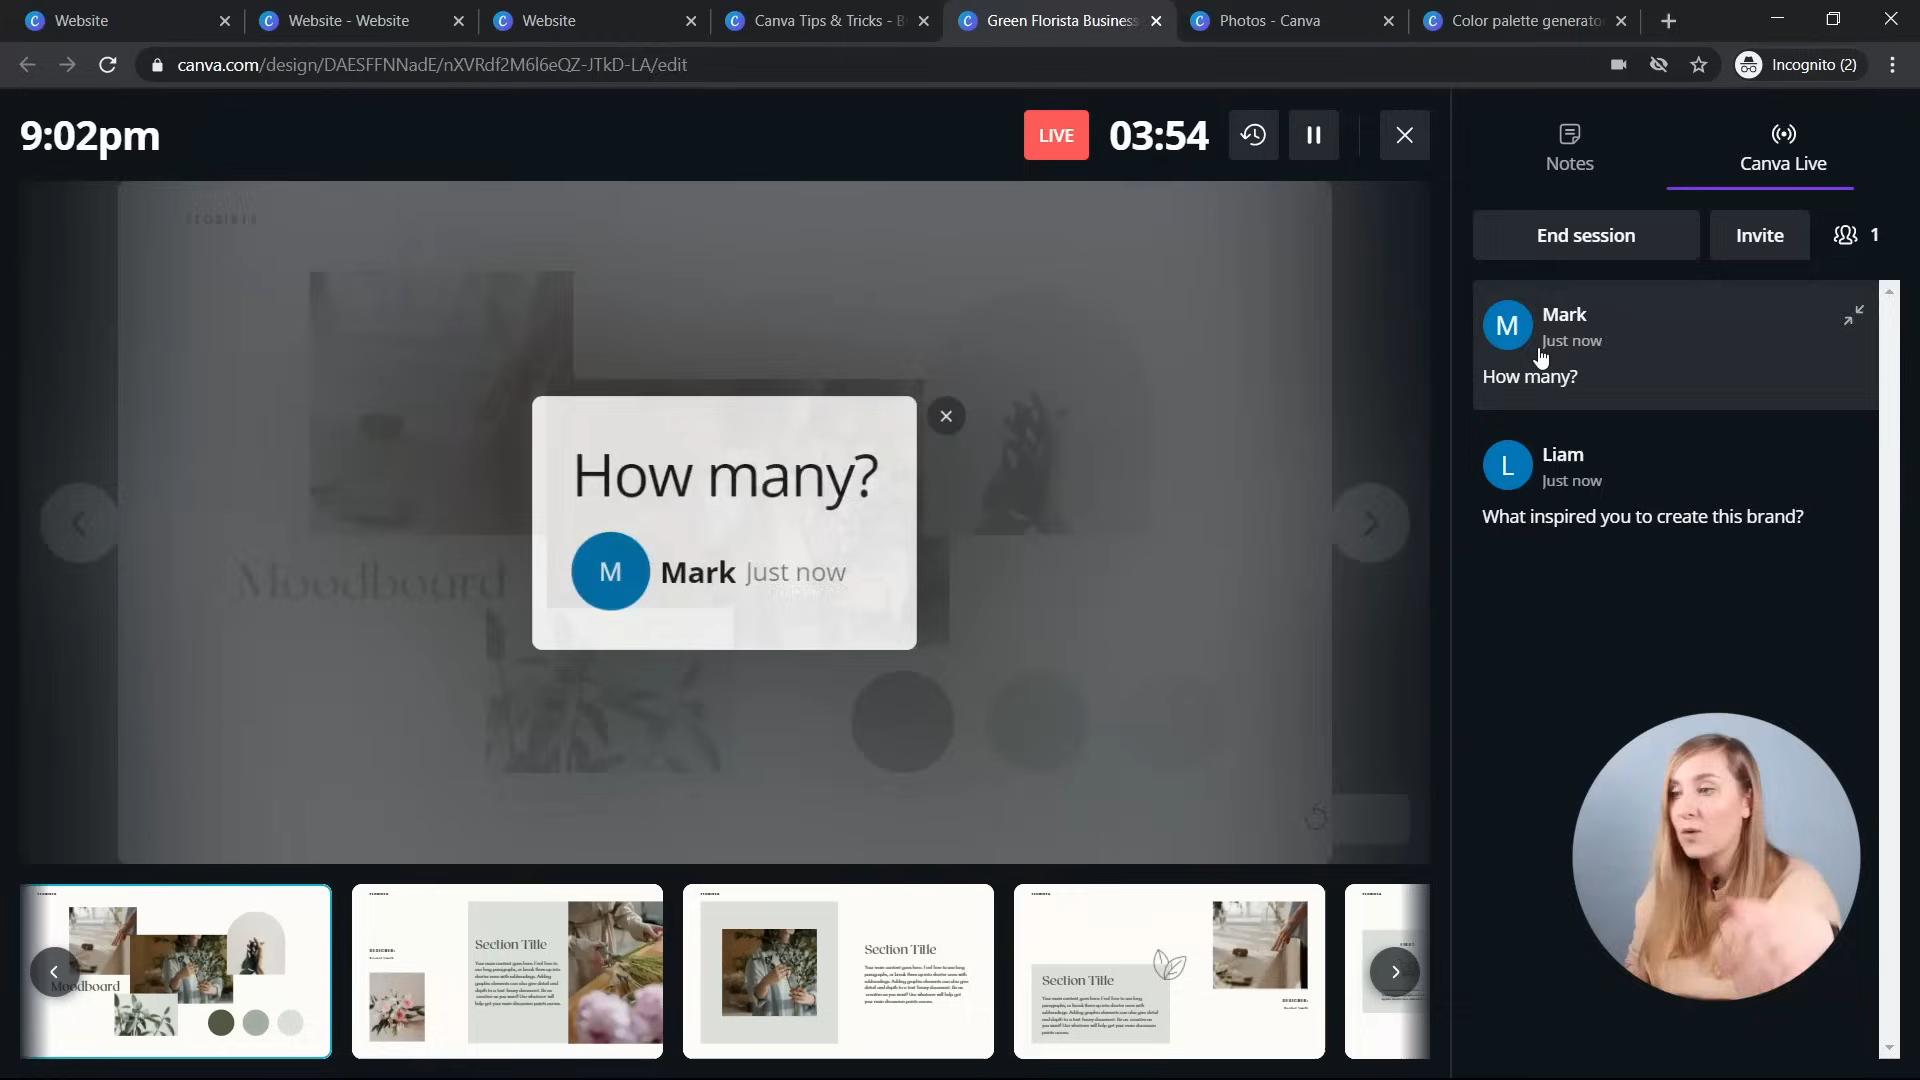 Website
Website - Website
Website
Canva Tips & Tricks - B
Green Florista Business
Photos - Canva
Color palette generato
canva.com/design/DAESFFNNadE/nXVRdf2M6l6eQZ-JTkD-LA/edit
Incognito (2)
9:02pm
LIVE
03:54
Notes
Canva Live
End session
Invite
1
M
Mark
Just now
How many?
L
Liam
Just now
What inspired you to create this brand?
How many?
M
Mark Just now
Moodboard
Moodboard
Section Title
Section Title
Section Title